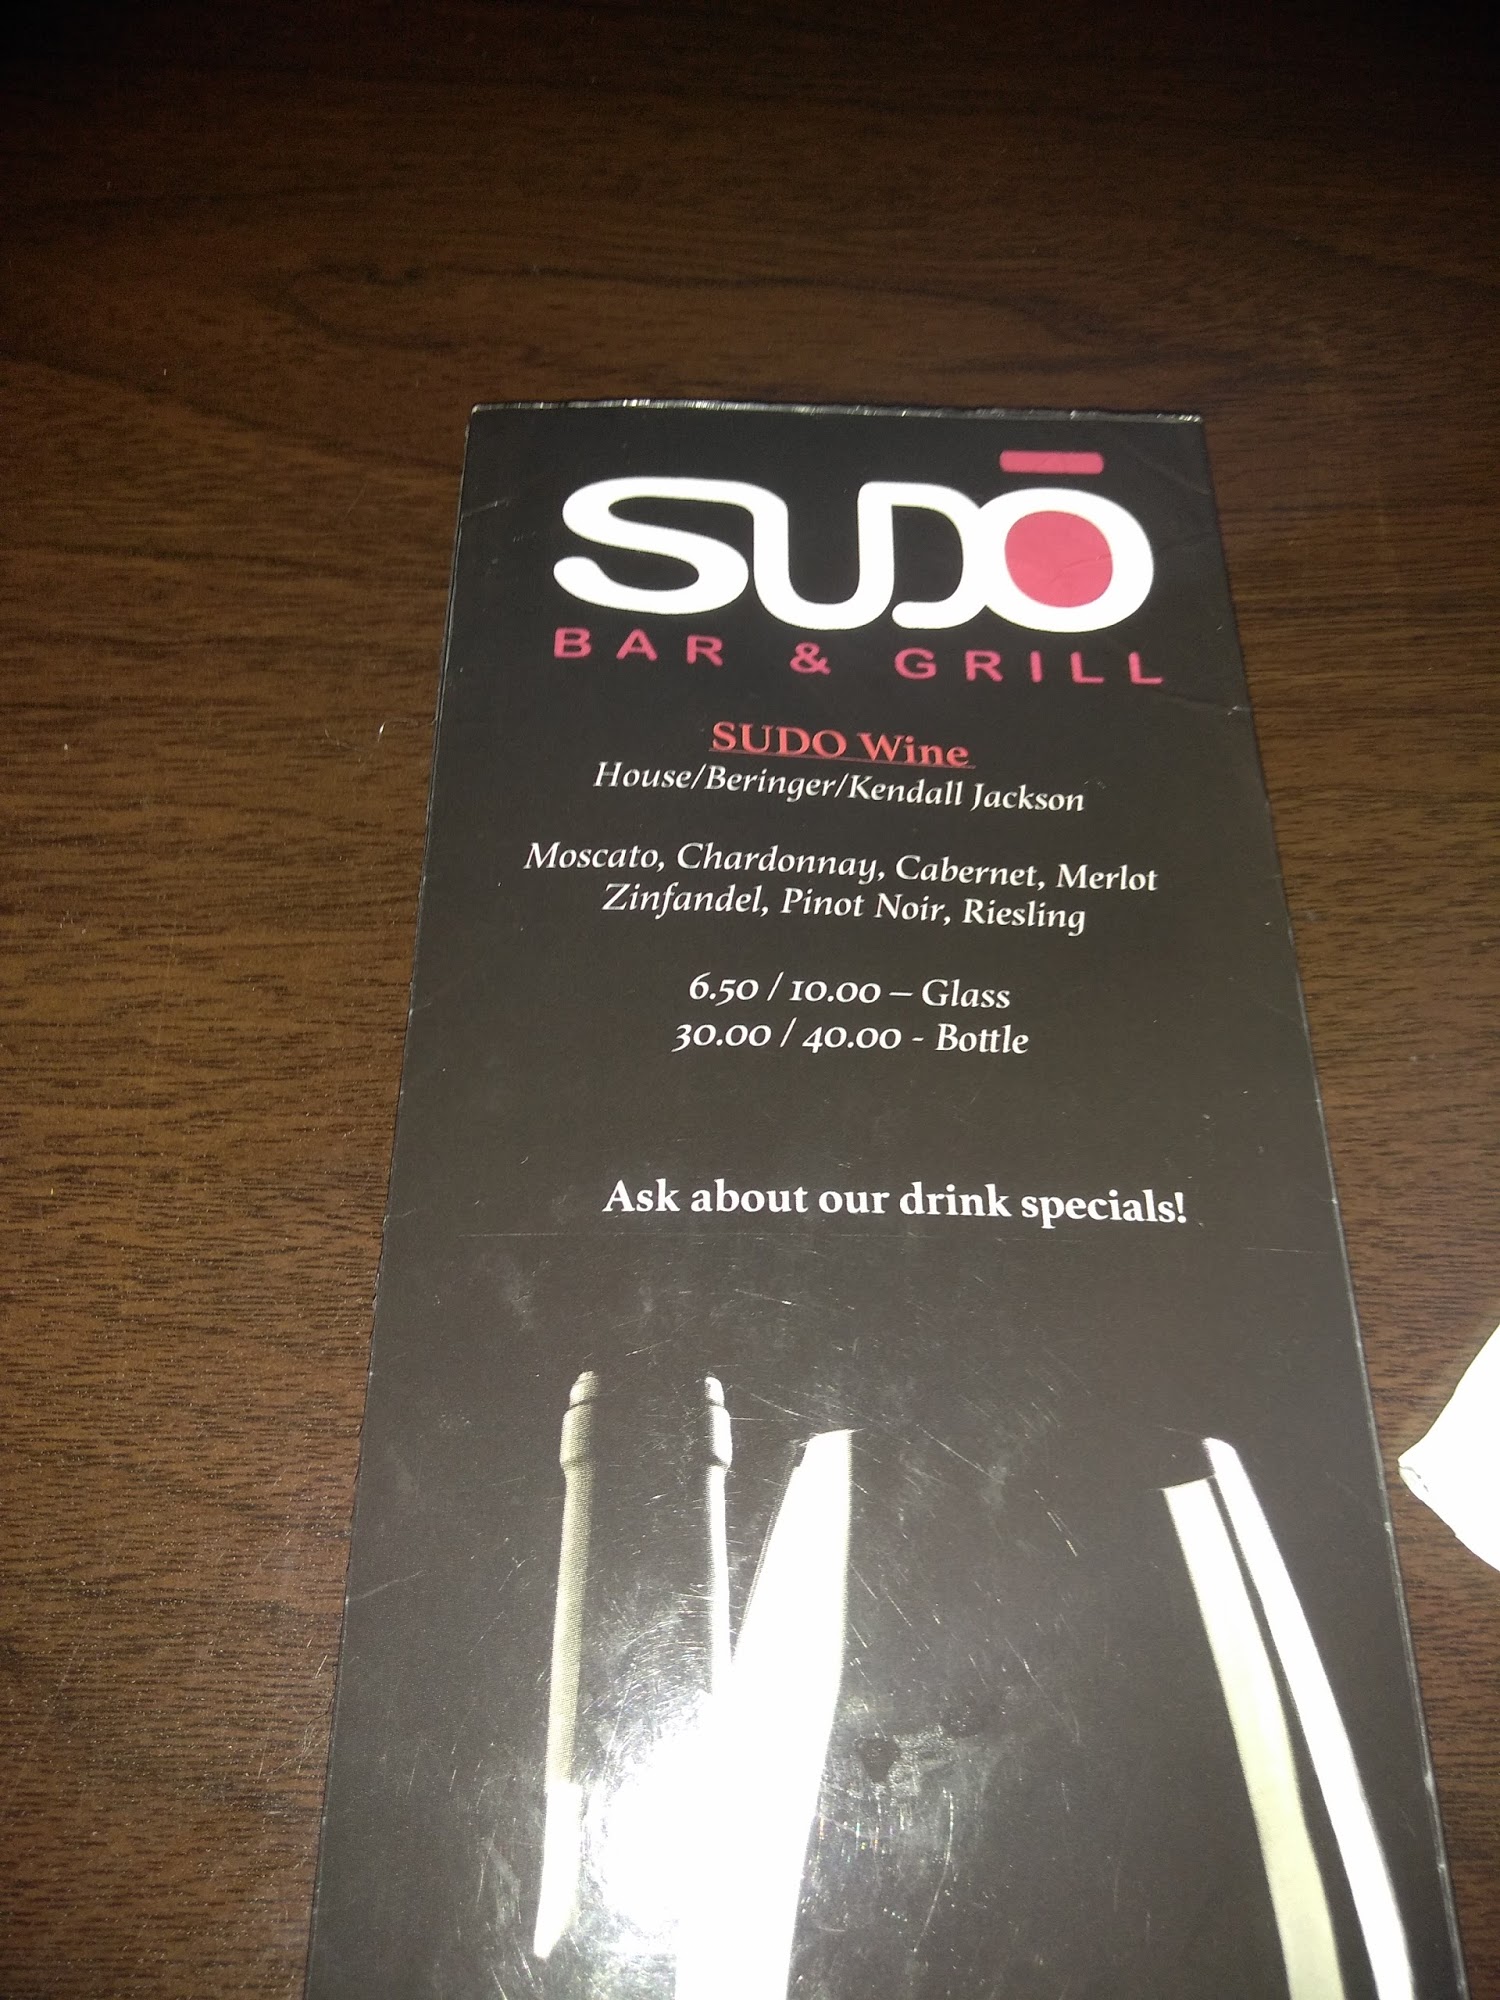 SUDŌ
BAR & GRILL
SUDO Wine
House/Beringer/Kendall Jackson
Moscato, Chardonnay, Cabernet, Merlot
Zinfandel, Pinot Noir, Riesling
6.50 / 10.00 – Glass
30.00 / 40.00 - Bottle
Ask about our drink specials!